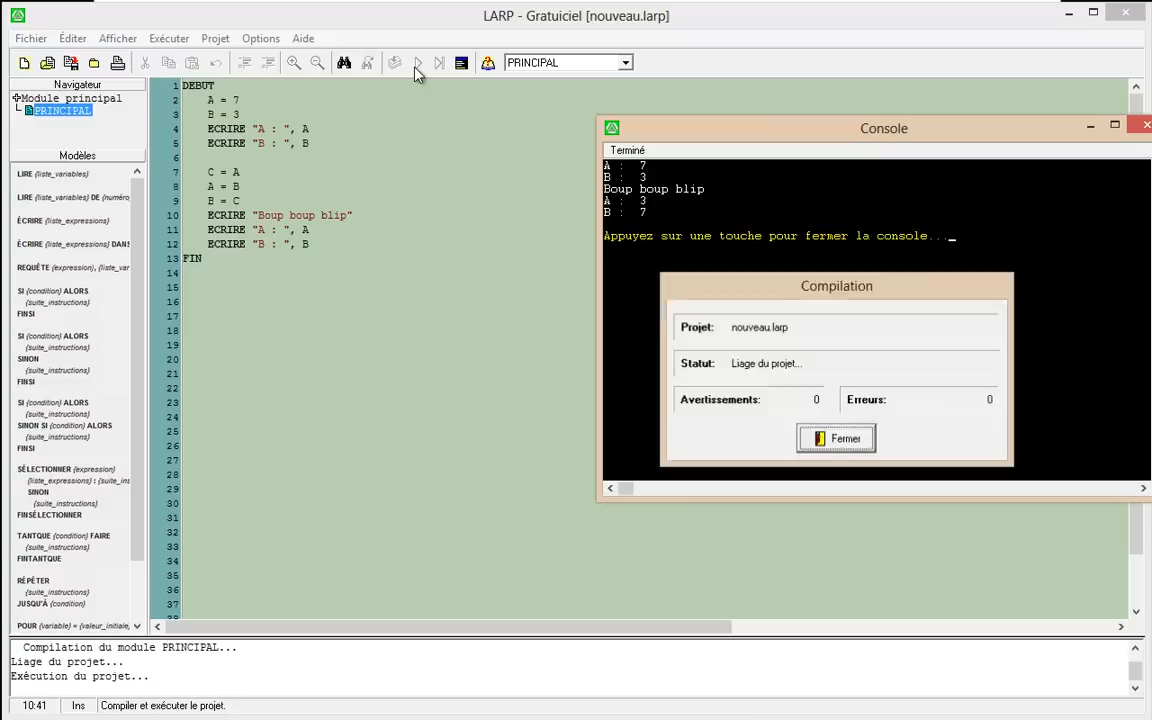 LARP - Gratuiciel [nouveau.larp]
Fichier Éditer Afficher Exécuter Projet Options Aide
PRINCIPAL
Navigateur
Module principal
PRINCIPAL
Modèles
LIRE {liste_variables}
LIRE {liste_variables} DE {numéro
ÉCRIRE {liste_expressions}
ÉCRIRE {liste_expressions} DANS
REQUÊTE {expression}, {liste_var
SI {condition} ALORS
{suite_instructions}
FINSI
SI {condition} ALORS
{suite_instructions}
SINON
{suite_instructions}
FINSI
SI {condition} ALORS
{suite_instructions}
SINON SI {condition} ALORS
{suite_instructions}
FINSI
SÉLECTIONNER {expression}
{liste_expressions} : {suite_ins
SINON
{suite_instructions}
FINSÉLECTIONNER
TANTQUE {condition} FAIRE
{suite_instructions}
FINTANTQUE
RÉPÉTER
{suite_instructions}
JUSQU'À {condition}
POUR {variable} = {valeur_initiale,
1 DEBUT
2 A = 7
3 B = 3
4 ECRIRE "A : ", A
5 ECRIRE "B : ", B
6
7 C = A
8 A = B
9 B = C
10 ECRIRE "Boup boup blip"
11 ECRIRE "A : ", A
12 ECRIRE "B : ", B
13 FIN
14
15
16
17
18
19
20
21
22
23
24
25
26
27
28
29
30
31
32
33
34
35
36
37
Console
Terminé
A : 7
B : 3
Boup boup blip
A : 3
B : 7
Appuyez sur une touche pour fermer la console..._
Compilation
Projet: nouveau.larp
Statut: Liage du projet...
Avertissements: 0 Erreurs: 0
Fermer
Compilation du module PRINCIPAL...
Liage du projet...
Exécution du projet...
10:41 Ins Compiler et exécuter le projet.